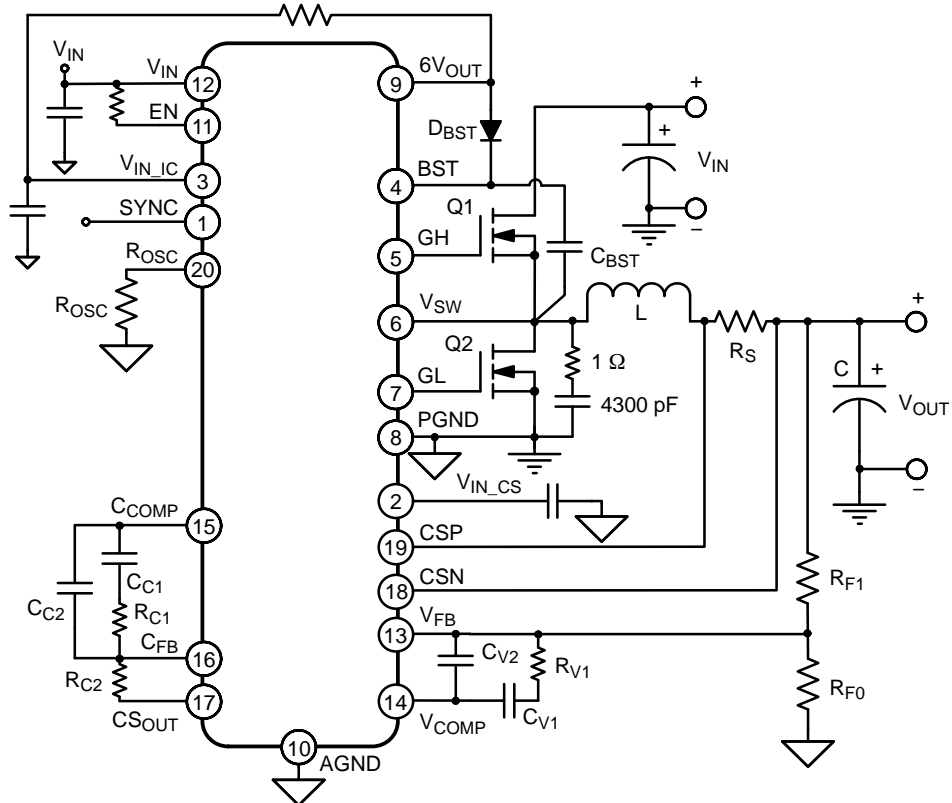 V_IN
V_IN
12
EN
11
V_IN_IC
3
SYNC
1
R_OSC
20
R_OSC
C_COMP
15
C_C1
C_C2
R_C1
C_FB
16
R_C2
17
CS_OUT
10
AGND
6V_OUT
9
D_BST
BST
4
Q1
GH
5
C_BST
V_SW
6
L
Q2
GL
7
1 Ω
4300 pF
PGND
8
V_IN_CS
2
CSP
19
CSN
18
V_FB
13
C_V2
R_V1
14
V_COMP
C_V1
+
+
V_IN
−
R_S
+
C
+
V_OUT
−
R_F1
R_F0